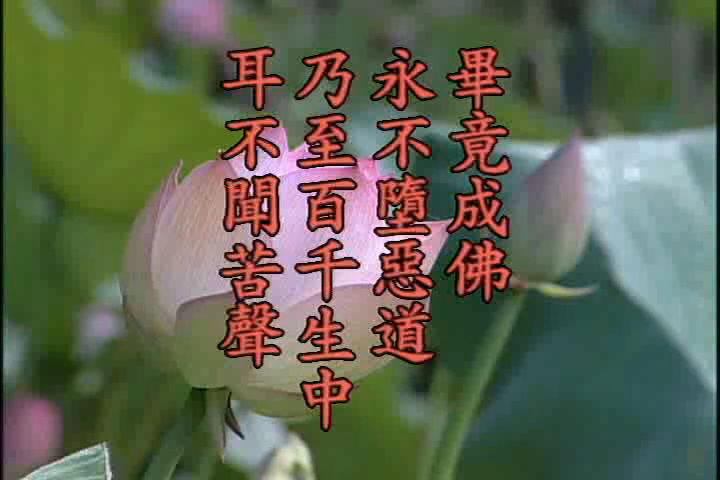 畢竟成佛
永不墮惡道
乃至百千生中
耳不聞苦聲